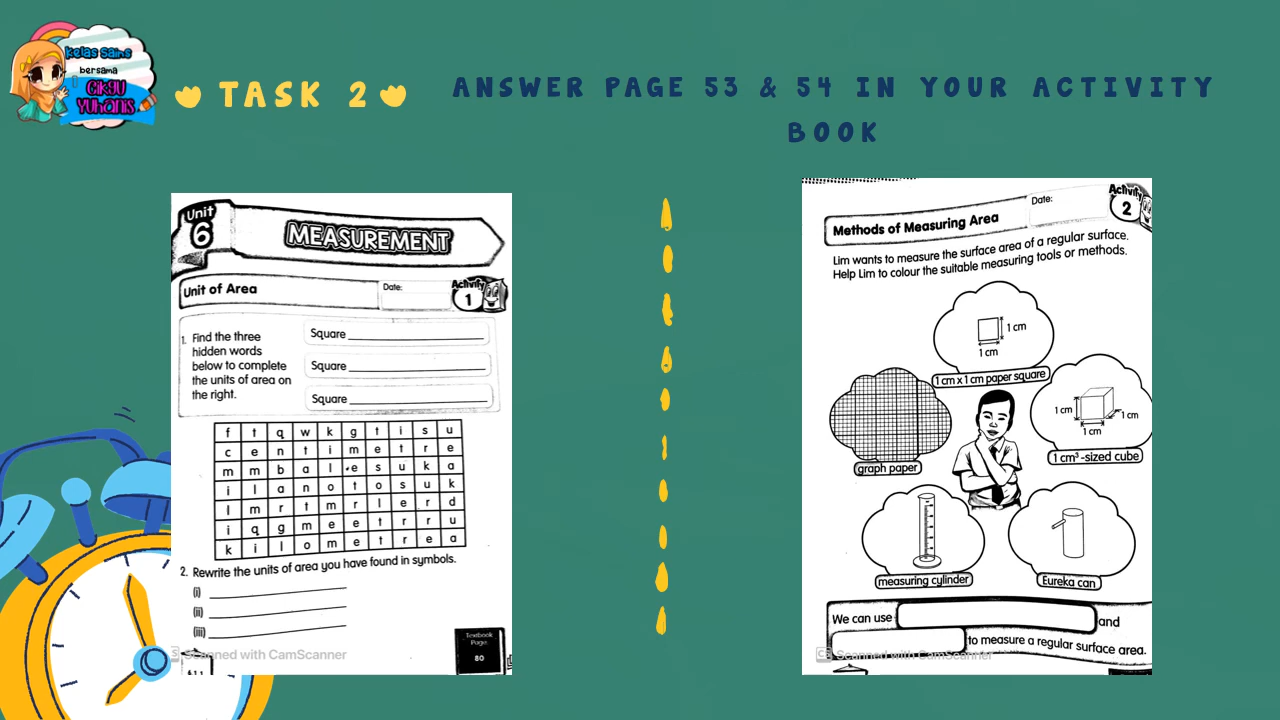 Kelas Sains
bersama
CIKGU
YUHANIS
TASK 2
ANSWER PAGE 53 & 54 IN YOUR ACTIVITY
BOOK
Unit
6
MEASUREMENT
Unit of Area
Date:
Activity
1
1. Find the three
hidden words
below to complete
the units of area on
the right.
Square
Square
Square
f t q w k g t i s u
c e n t i m e t r e
m m b a l e s u k a
i l a n o t o s u k
l m r t m r l e r d
i q g m e e t r r u
k i l o m e t r e a
2. Rewrite the units of area you have found in symbols.
(i)
(ii)
(iii)
Textbook
Page
80
Scanned with CamScanner
Methods of Measuring Area
Date:
Activity
2
Lim wants to measure the surface area of a regular surface.
Help Lim to colour the suitable measuring tools or methods.
1 cm
1 cm
1 cm x 1 cm paper square
graph paper
1 cm
1 cm
1 cm
1 cm³ -sized cube
measuring cylinder
Eureka can
We can use and
to measure a regular surface area.
CS Scanned with CamScanner